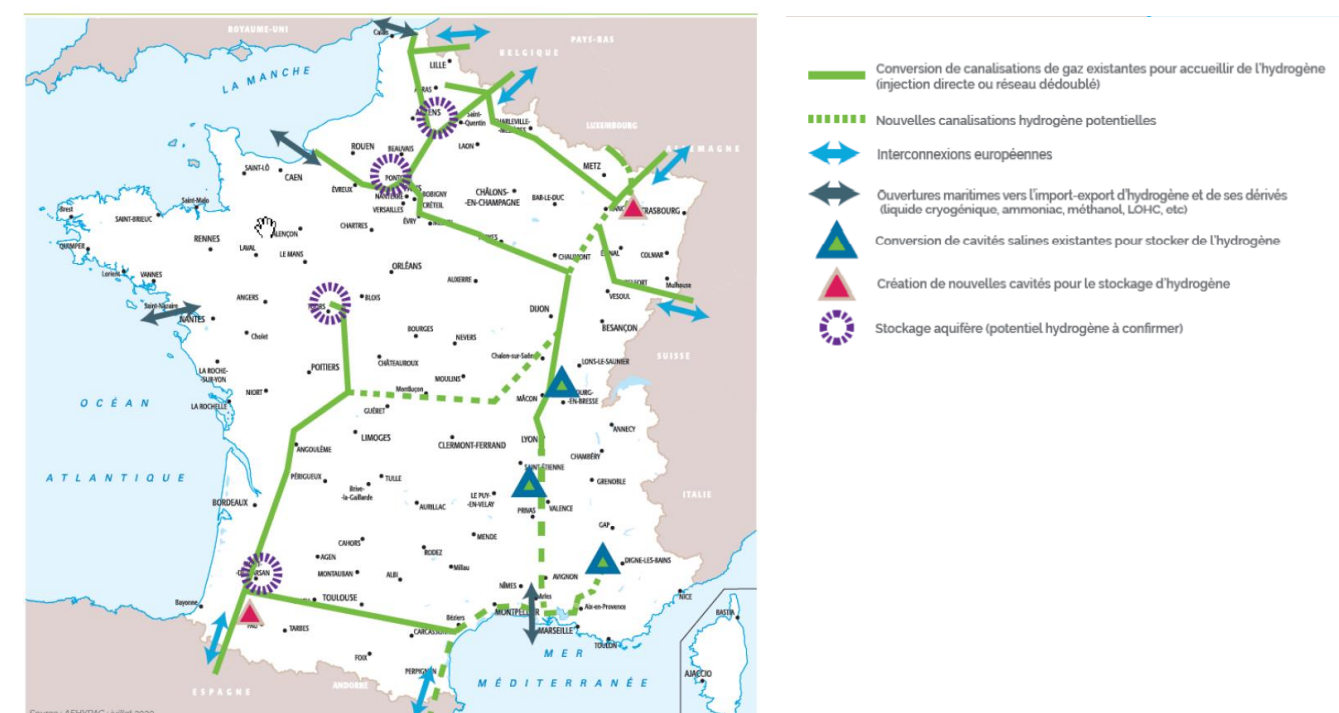 ROYAUME-UNI
PAYS-BAS
BELGIQUE
LUXEMBOURG
ALLEMAGNE
SUISSE
ITALIE
ESPAGNE
ANDORRE
LA MANCHE
OCÉAN
ATLANTIQUE
MER
MÉDITERRANÉE
Calais
LILLE
Saint-
Quentin
LAON
ROUEN
BEAUVAIS
METZ
SAINT-LÔ
CAEN
ÉVREUX
NANTERRE
BOBIGNY
CRÉTEIL
VERSAILLES
ÉVRY
CHÂLONS-
EN-CHAMPAGNE
BAR-LE-DUC
Brest
SAINT-BRIEUC
Saint-Malo
CHARTRES
CHAUMONT
COLMAR
QUIMPER
RENNES
LAVAL
LE MANS
ORLÉANS
Mulhouse
Lorient
VANNES
AUXERRE
VESOUL
ANGERS
BLOIS
DIJON
Saint-Nazaire
NANTES
BESANÇON
Cholet
BOURGES
NEVERS
Chalon-sur-Saône
LONS-LE-SAUNIER
LA ROCHE-
SUR-YON
POITIERS
CHÂTEAUROUX
MOULINS
NIORT
Montluçon
MÂCON
-EN-BRESSE
LA ROCHELLE
GUÉRET
ANNECY
ANGOULÊME
LIMOGES
CLERMONT-FERRAND
LYON
CHAMBÉRY
SAINT-ÉTIENNE
PÉRIGUEUX
TULLE
Brive-
la-Gaillarde
GRENOBLE
BORDEAUX
AURILLAC
LE PUY-
EN-VELAY
PRIVAS
VALENCE
GAP
MENDE
CAHORS
RODEZ
DIGNE-LES-BAINS
AGEN
MONTAUBAN
ALBI
Millau
NÎMES
AVIGNON
Arles
NICE
Bayonne
TOULOUSE
MONTPELLIER
Aix-en-Provence
BASTIA
Béziers
MARSEILLE
TARBES
TOULON
FOIX
AJACCIO
Conversion de canalisations de gaz existantes pour accueillir de l'hydrogène
(injection directe ou réseau dédoublé)
Nouvelles canalisations hydrogène potentielles
Interconnexions européennes
Ouvertures maritimes vers l'import-export d'hydrogène et de ses dérivés
(liquide cryogénique, ammoniac, méthanol, LOHC, etc)
Conversion de cavités salines existantes pour stocker de l'hydrogène
Création de nouvelles cavités pour le stockage d'hydrogène
Stockage aquifère (potentiel hydrogène à confirmer)